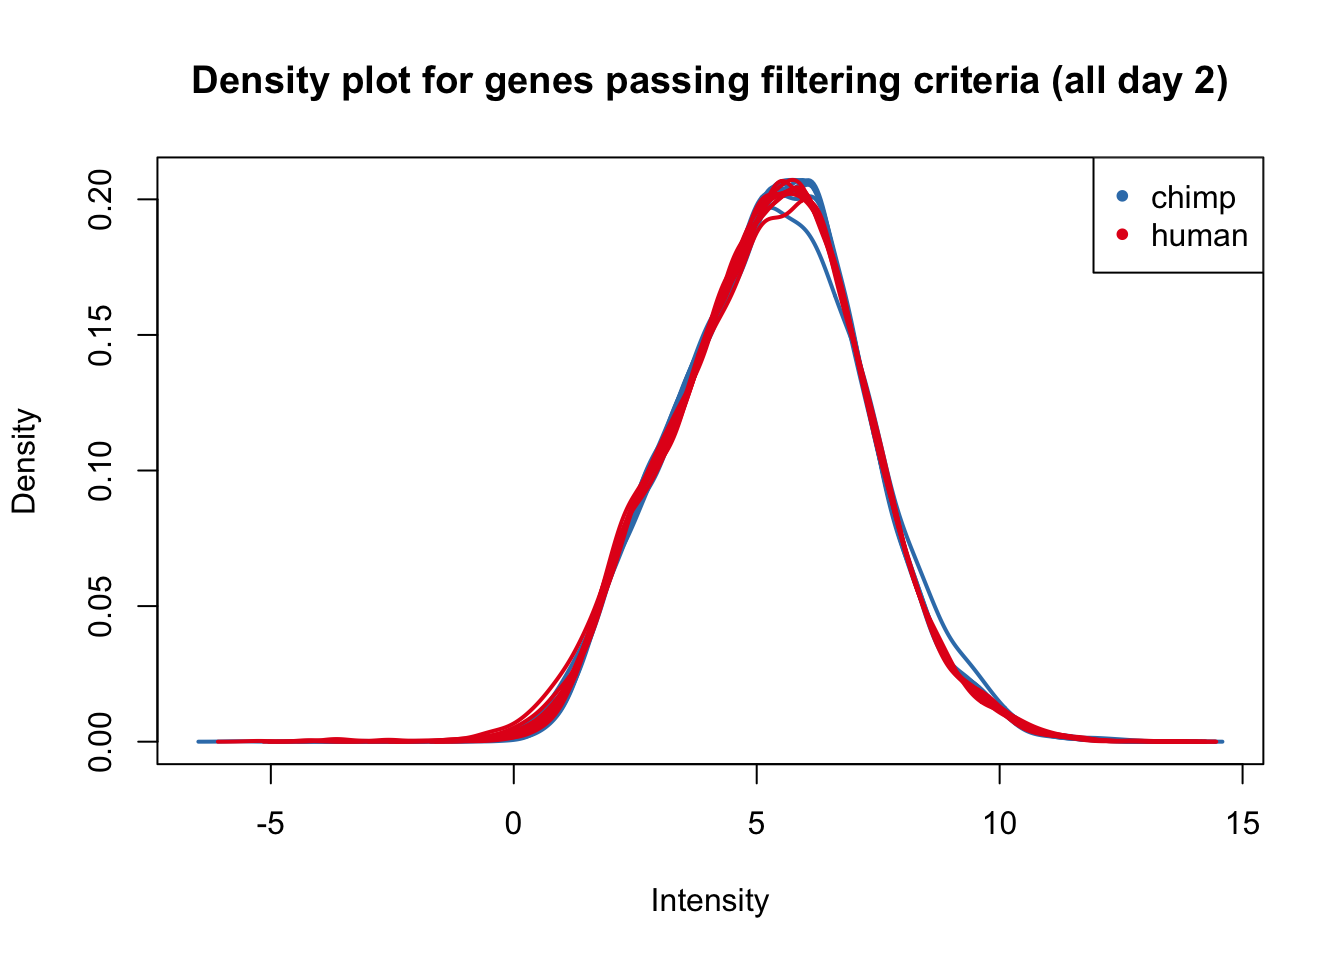 Density plot for genes passing filtering criteria (all day 2)
chimp
human
0.20
0.15
0.10
0.05
0.00
Density
-5 0 5 10 15
Intensity